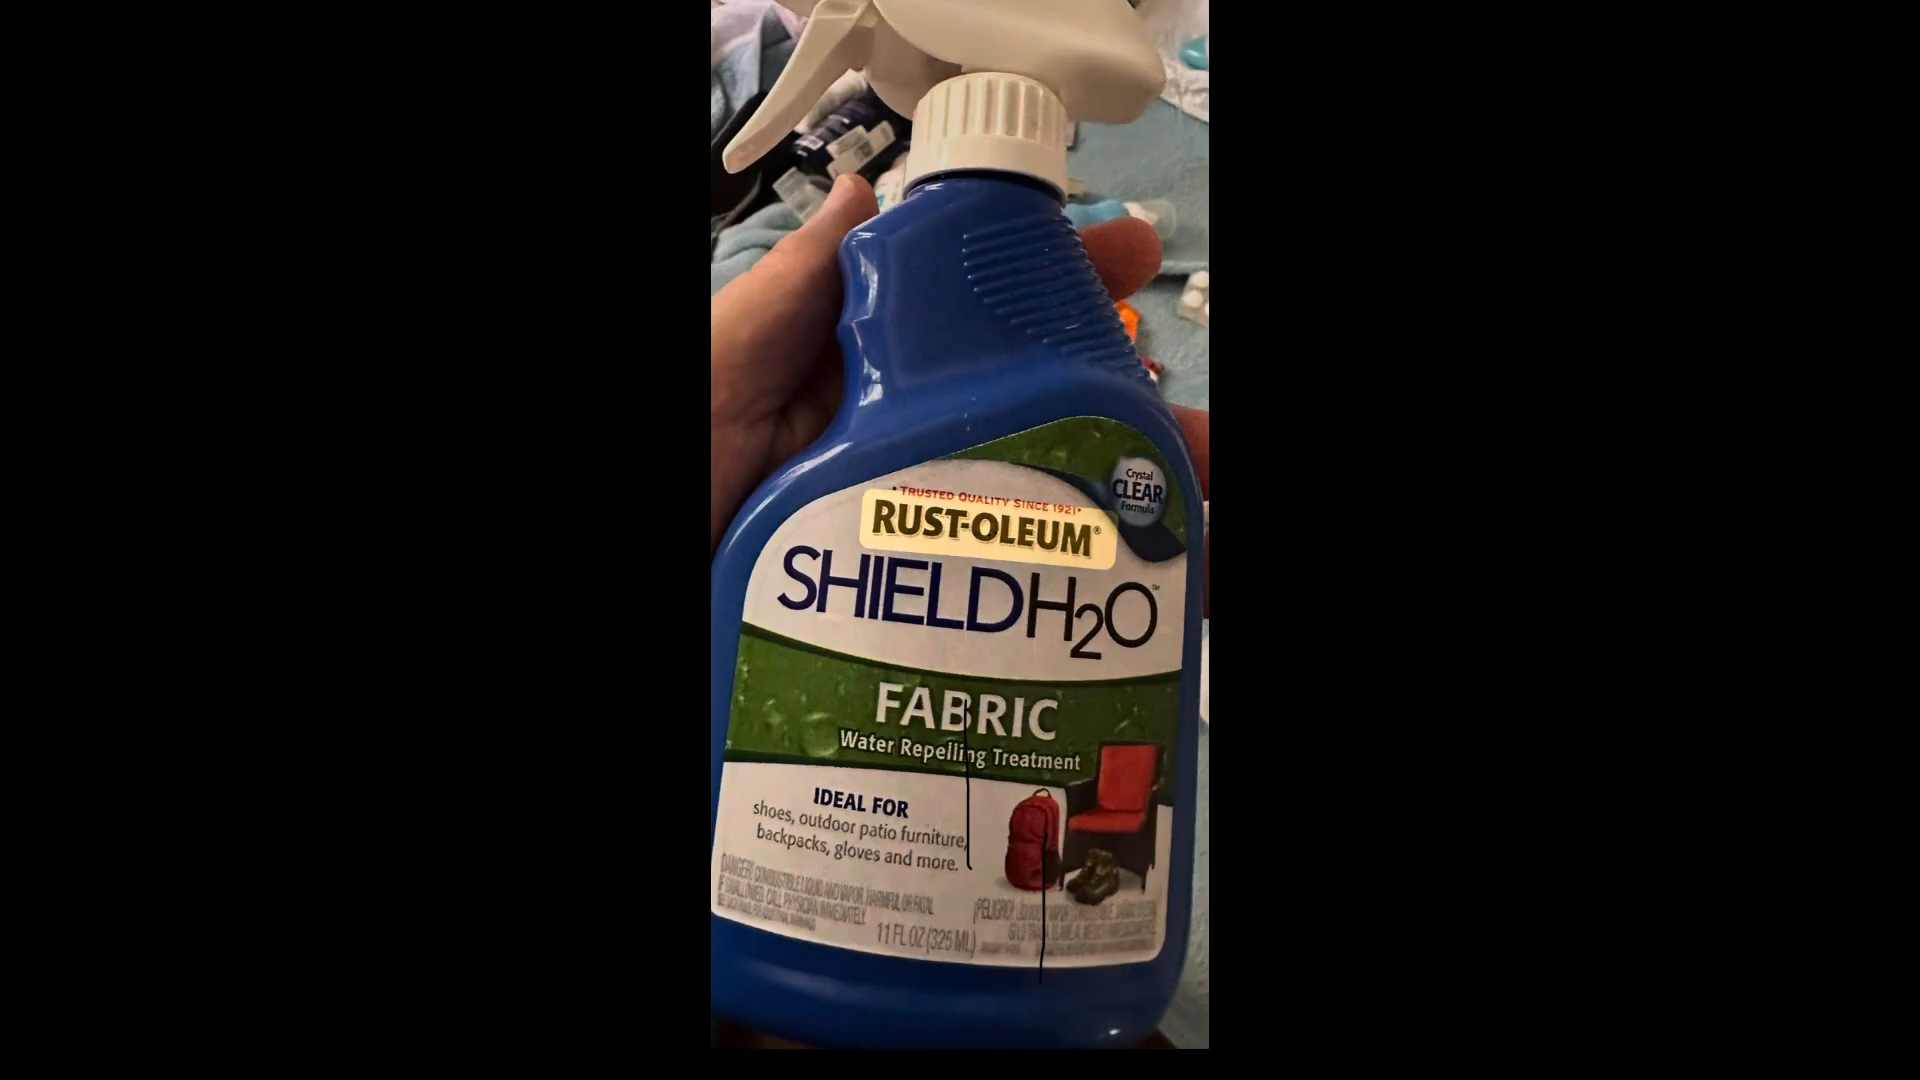 • TRUSTED QUALITY SINCE 1921•
RUST-OLEUM®
Crystal
CLEAR
Formula
SHIELDH2O™
FABRIC
Water Repelling Treatment
IDEAL FOR
shoes, outdoor patio furniture,
backpacks, gloves and more.
DANGER! COMBUSTIBLE LIQUID AND VAPOR. HARMFUL OR FATAL
IF SWALLOWED. CALL PHYSICIAN IMMEDIATELY.
11 FL OZ (325 ML)
¡PELIGRO!